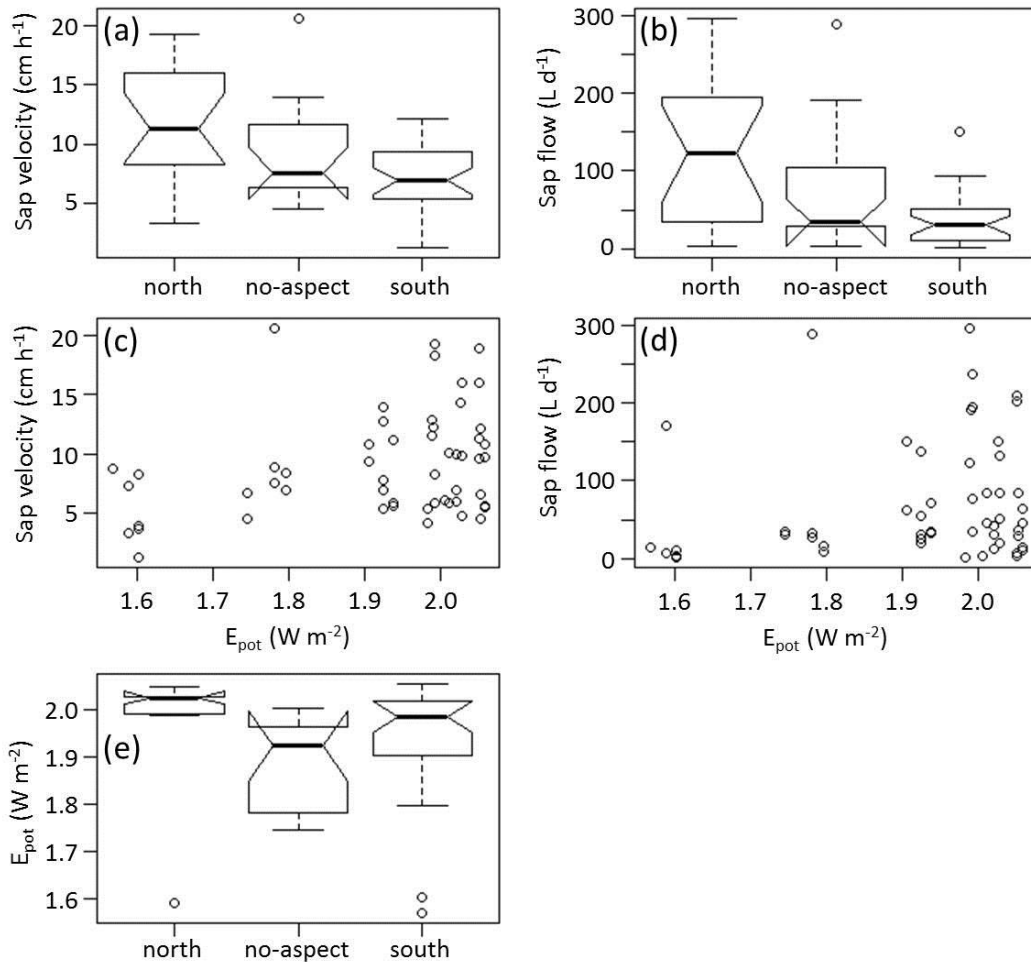 (a)
Sap velocity (cm h⁻¹)
20
15
10
5
north no-aspect south
(b)
Sap flow (L d⁻¹)
300
200
100
0
north no-aspect south
(c)
Sap velocity (cm h⁻¹)
20
15
10
5
1.6 1.7 1.8 1.9 2.0
E_pot (W m⁻²)
(d)
Sap flow (L d⁻¹)
300
200
100
0
1.6 1.7 1.8 1.9 2.0
E_pot (W m⁻²)
(e)
E_pot (W m⁻²)
2.0
1.9
1.8
1.7
1.6
north no-aspect south